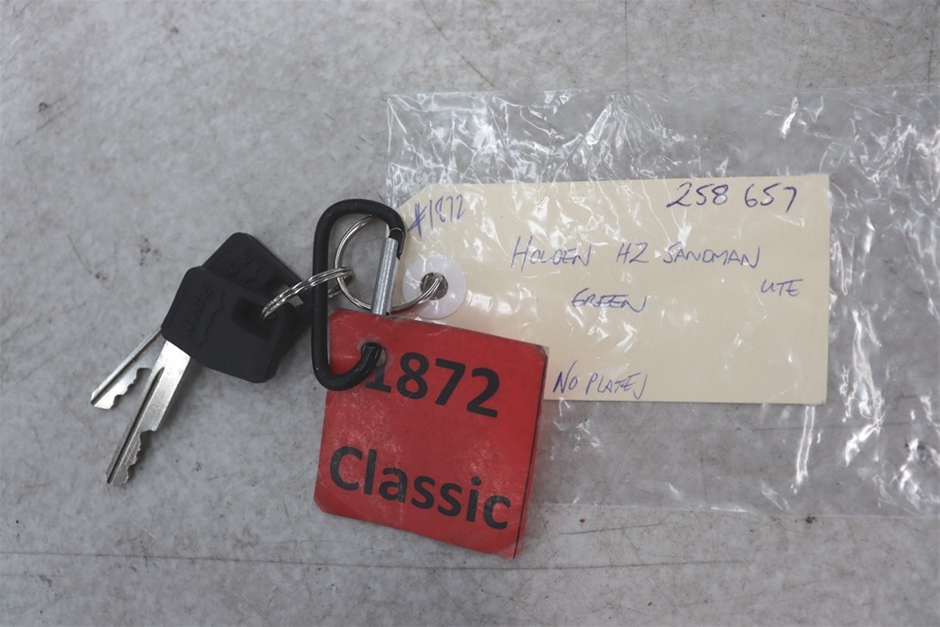 #1872
258 657
HOLDEN HZ SANDMAN
UTE
GREEN
NO PLATES
1872
Classic